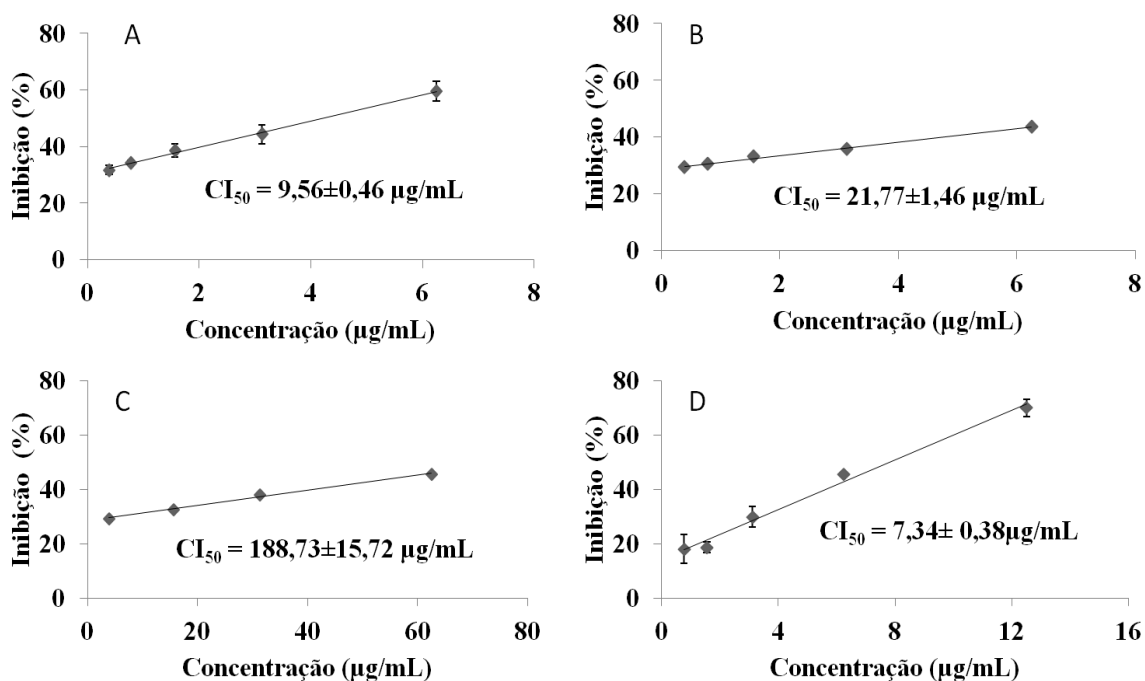 A
Inibição (%)
80
60
40
20
0
CI₅₀ = 9,56±0,46 µg/mL
0 2 4 6 8
Concentração (µg/mL)
B
Inibição (%)
80
60
40
20
0
CI₅₀ = 21,77±1,46 µg/mL
0 2 4 6 8
Concentração (µg/mL)
C
Inibição (%)
80
60
40
20
0
CI₅₀ = 188,73±15,72 µg/mL
0 20 40 60 80
Concentração (µg/mL)
D
Inibição (%)
80
60
40
20
0
CI₅₀ = 7,34± 0,38µg/mL
0 4 8 12 16
Concentração (µg/mL)